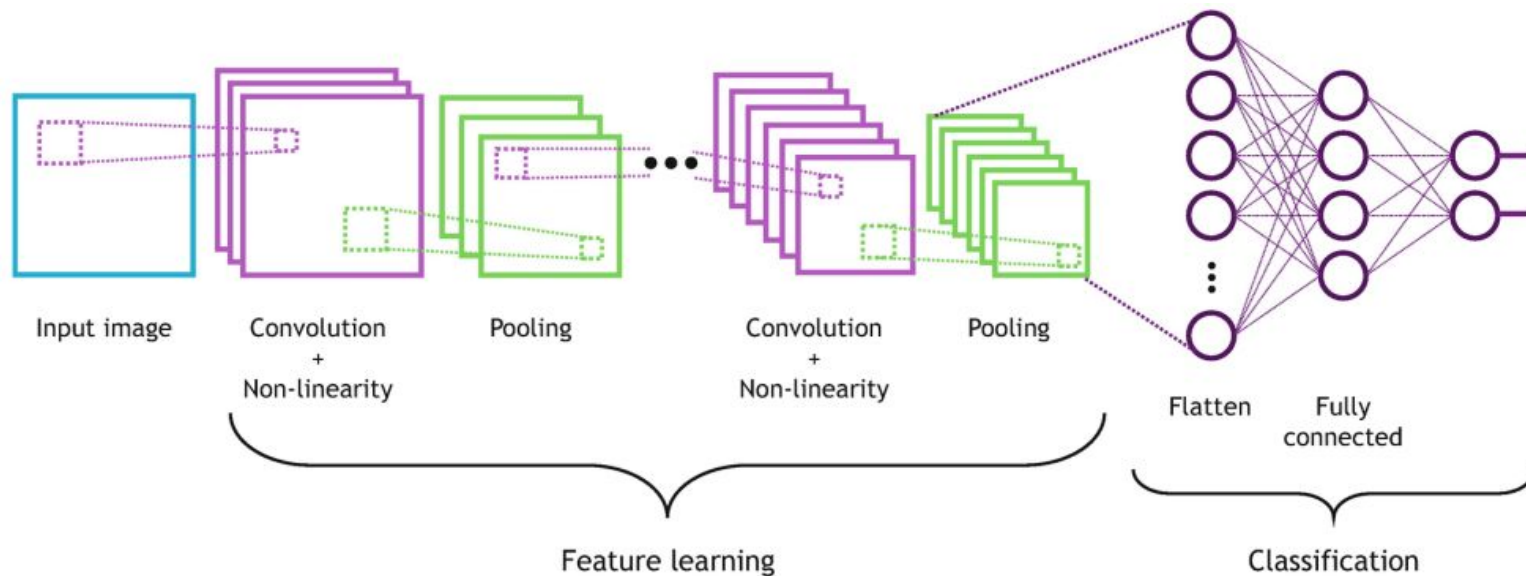 Input image
Convolution
+
Non-linearity
Pooling
Convolution
+
Non-linearity
Pooling
Flatten
Fully
connected
Feature learning
Classification